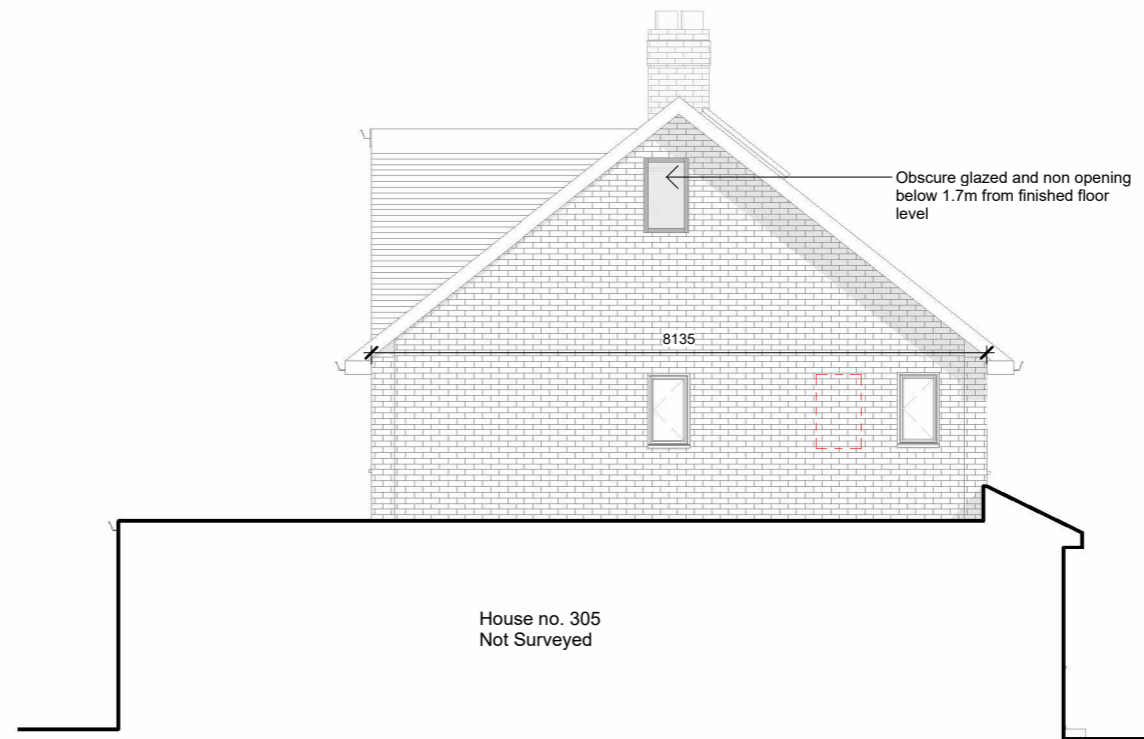 Obscure glazed and non opening
below 1.7m from finished floor
level
8135
House no. 305
Not Surveyed